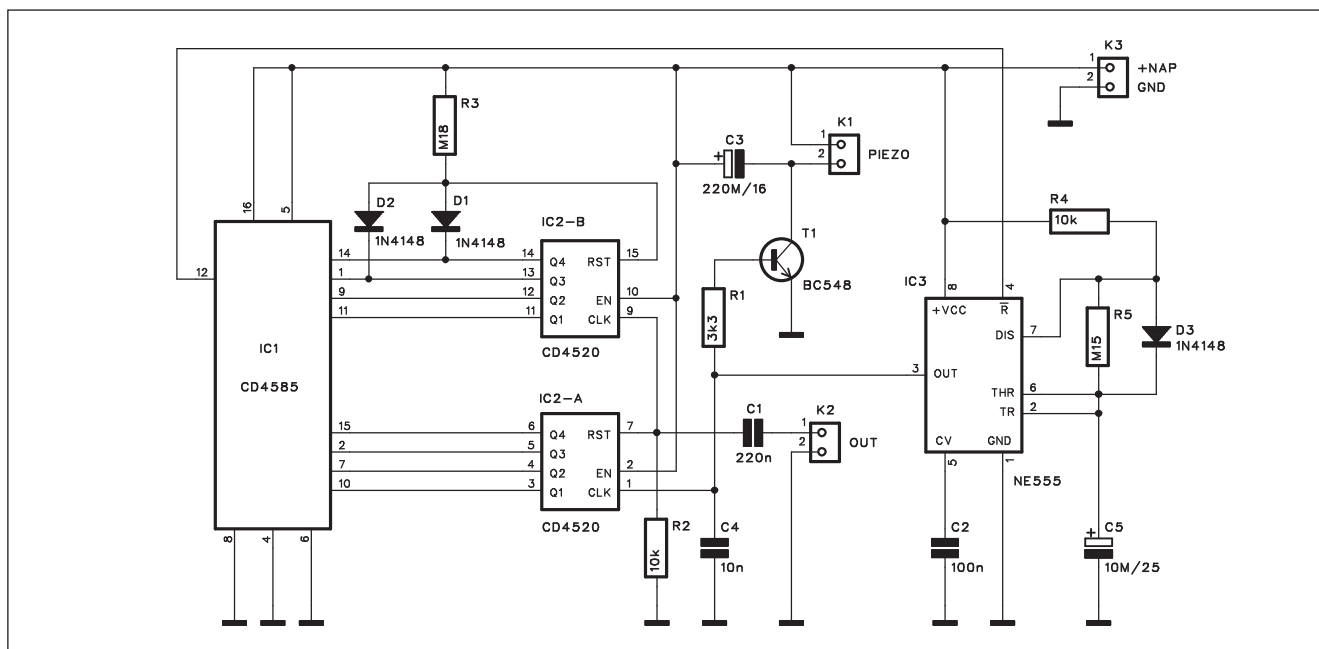 K3
1
+NAP
2
GND
R3
M18
K1
1
2
PIEZO
C3
+
220M/16
16
5
D2
1N4148
D1
1N4148
IC2-B
14
1
9
11
14
13
12
11
Q4
Q3
Q2
Q1
RST
EN
CLK
15
10
9
CD4520
12
IC1
CD4585
T1
BC548
R1
3k3
R4
10k
IC3
8
4
+VCC
R
DIS
7
OUT
3
THR
6
TR
2
CV
GND
5
1
NE555
R5
M15
D3
1N4148
IC2-A
15
2
7
10
6
5
4
3
Q4
Q3
Q2
Q1
RST
EN
CLK
7
2
1
CD4520
C1
220n
K2
1
2
OUT
8
4
6
R2
10k
C4
10n
C2
100n
+
C5
10M/25